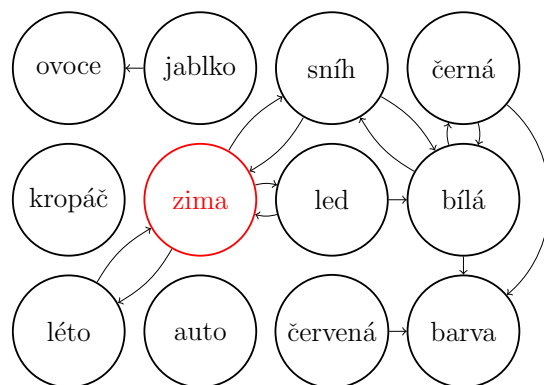 ovoce jablko sníh černá
kropáč zima led bílá
léto auto červená barva